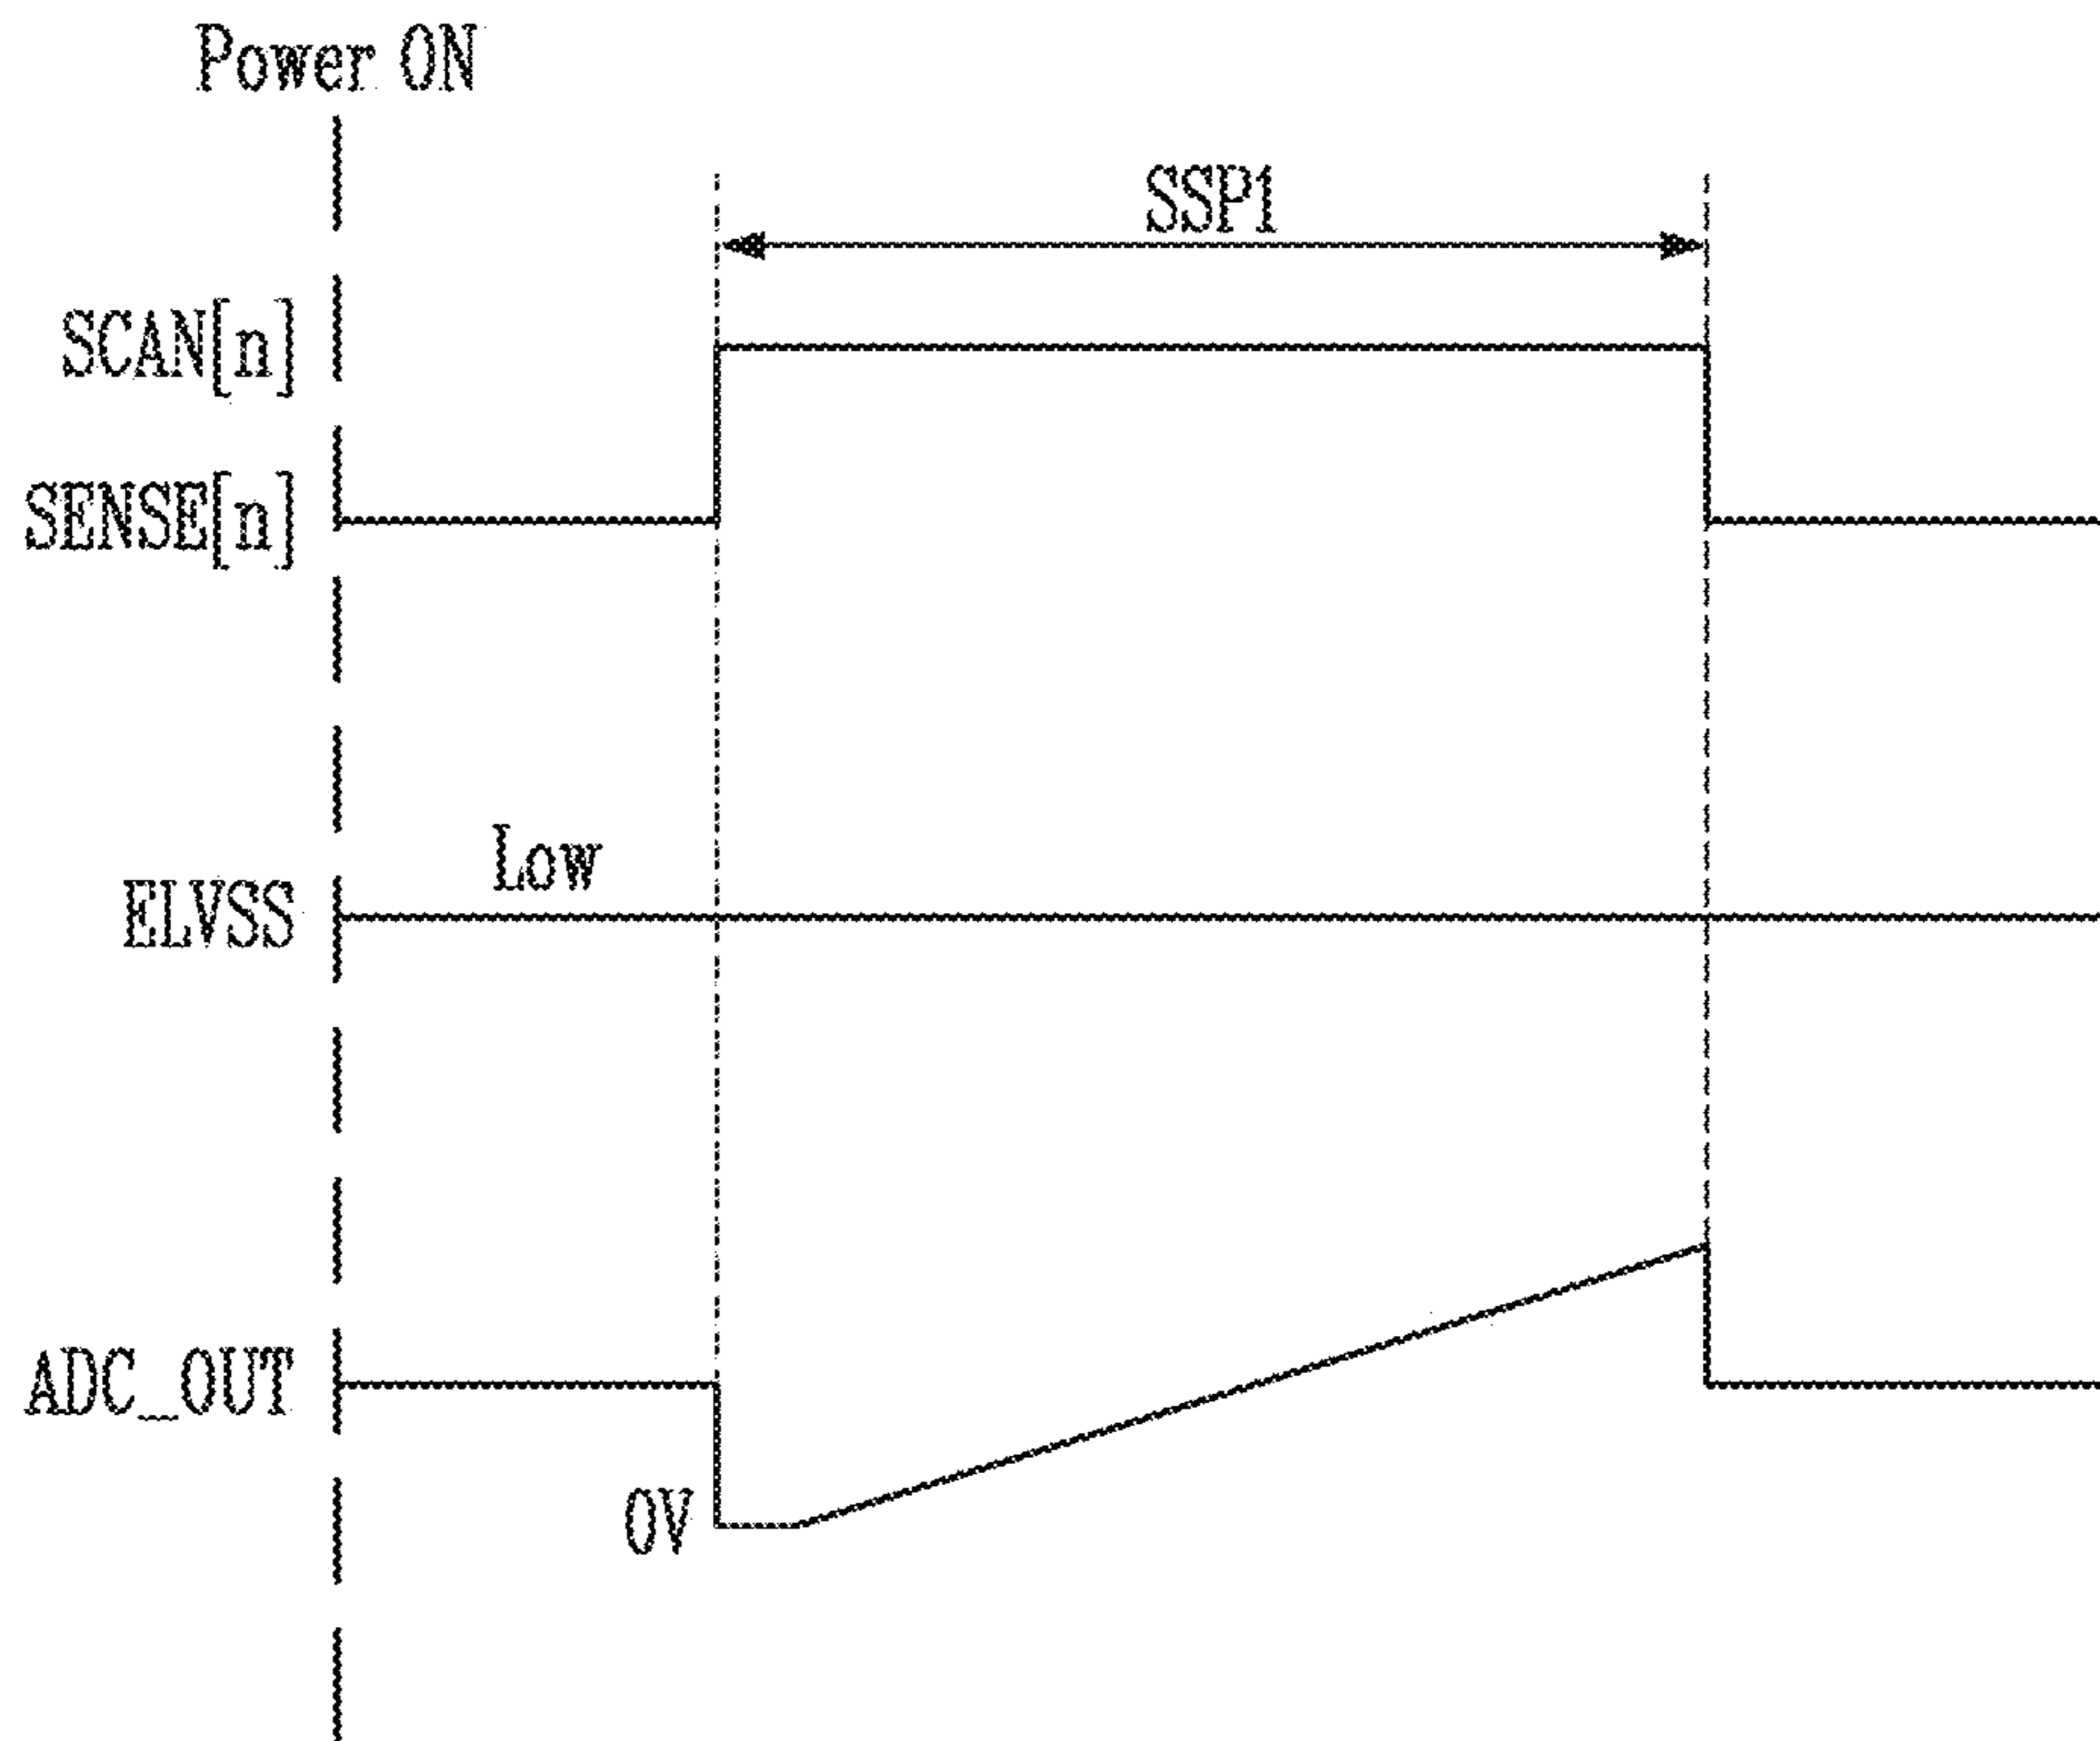 Power ON
SSP1
SCAN[n]
SENSE[n]
Low
ELVSS
ADC_OUT
0V